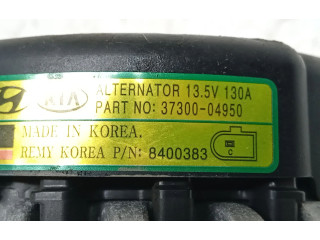 KIA ALTERNATOR 13.5V 130A
PART NO: 37300-04950
MADE IN KOREA.
REMY KOREA P/N: 8400383
C